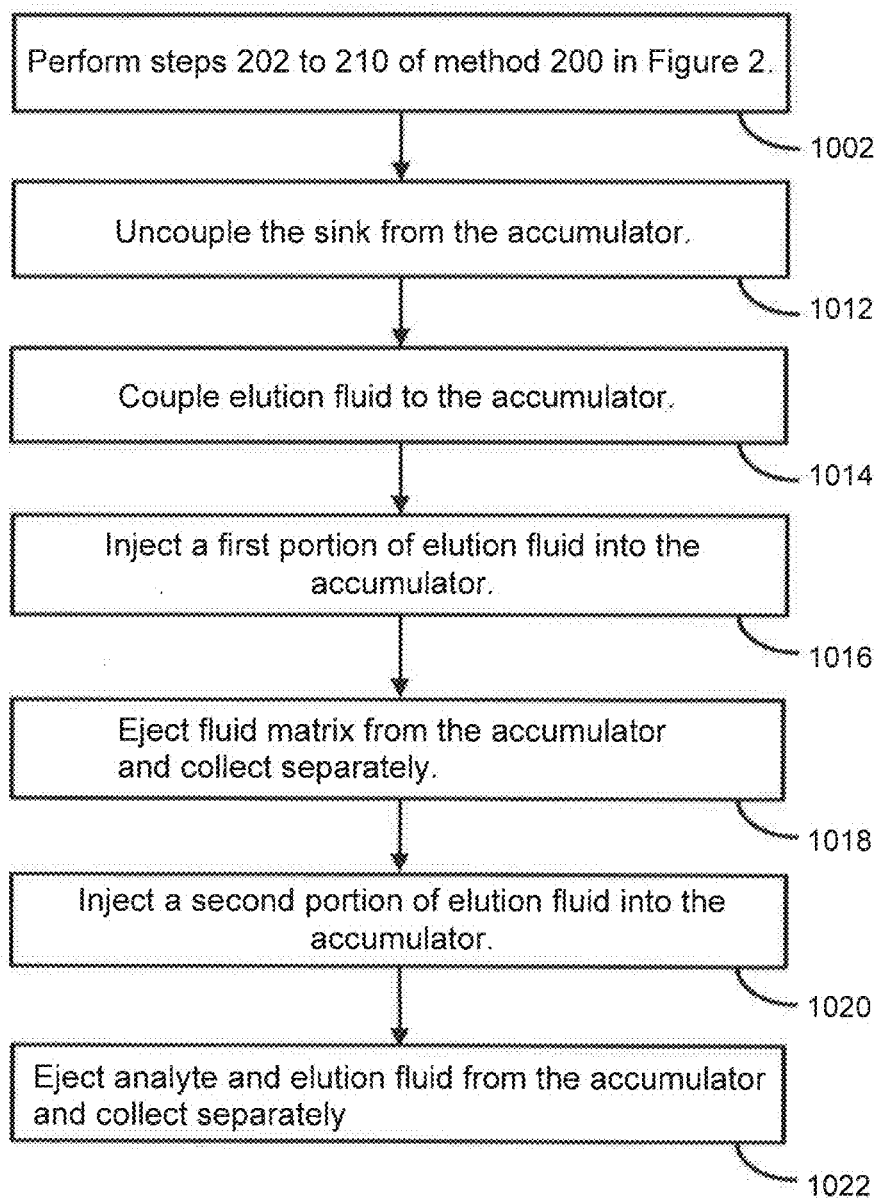 Perform steps 202 to 210 of method 200 in Figure 2.
1002
Uncouple the sink from the accumulator.
1012
Couple elution fluid to the accumulator.
1014
Inject a first portion of elution fluid into the
accumulator.
1016
Eject fluid matrix from the accumulator
and collect separately.
1018
Inject a second portion of elution fluid into the
accumulator.
1020
Eject analyte and elution fluid from the accumulator
and collect separately
1022